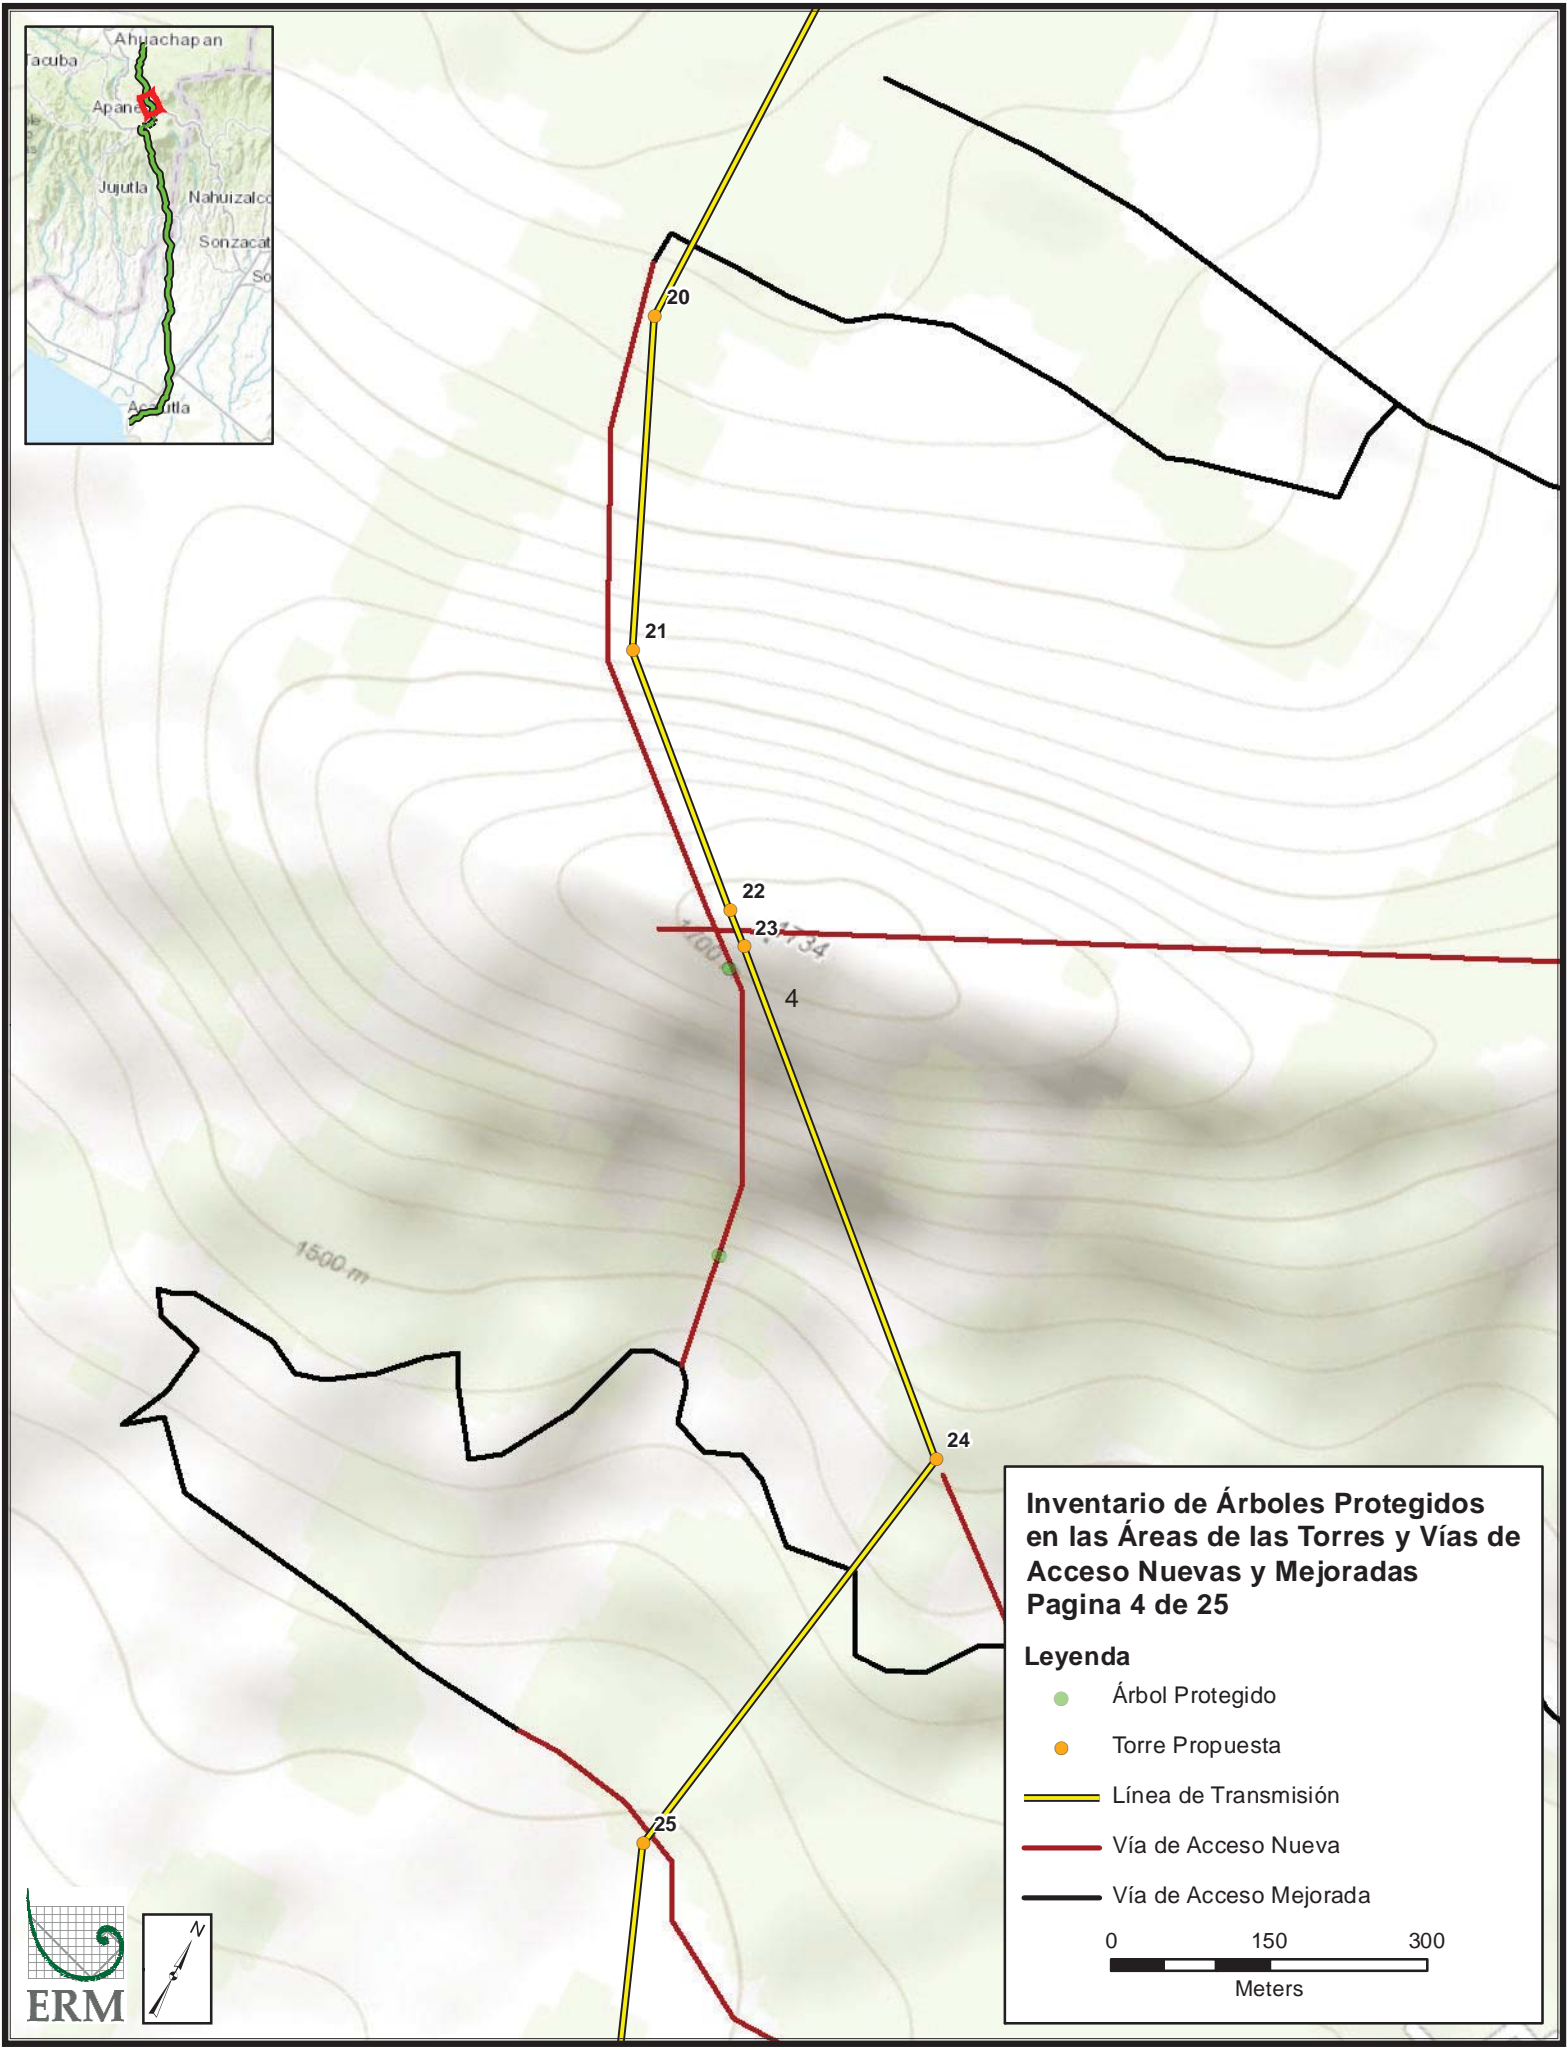 Ahuachapan
Tacuba
Jujutla
Nahuizalco
Sonzacat
So
20
21
22
23
1734
1700
4
1500 m
24
25
Inventario de Árboles Protegidos
en las Áreas de las Torres y Vías de
Acceso Nuevas y Mejoradas
Pagina 4 de 25
Leyenda
Árbol Protegido
Torre Propuesta
Línea de Transmisión
Vía de Acceso Nueva
Vía de Acceso Mejorada
0 150 300
Meters
N
ERM